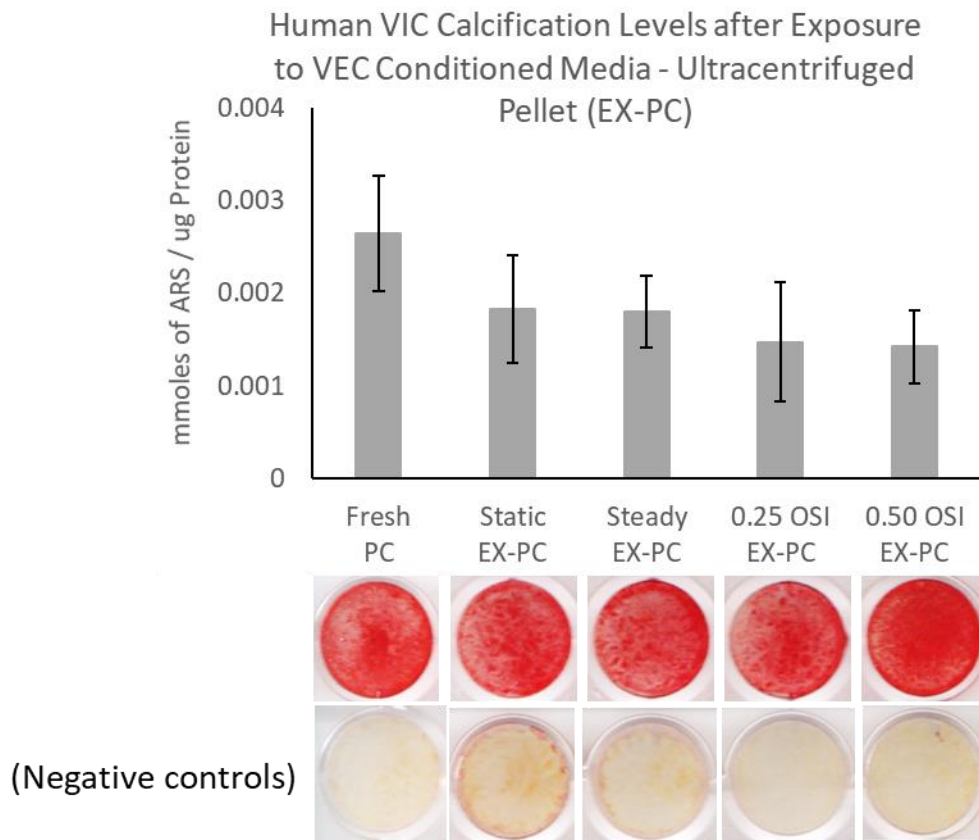 Human VIC Calcification Levels after Exposure
to VEC Conditioned Media - Ultracentrifuged
Pellet (EX-PC)
mmoles of ARS / ug Protein
0.004
0.003
0.002
0.001
0
Fresh PC
Static EX-PC
Steady EX-PC
0.25 OSI EX-PC
0.50 OSI EX-PC
(Negative controls)